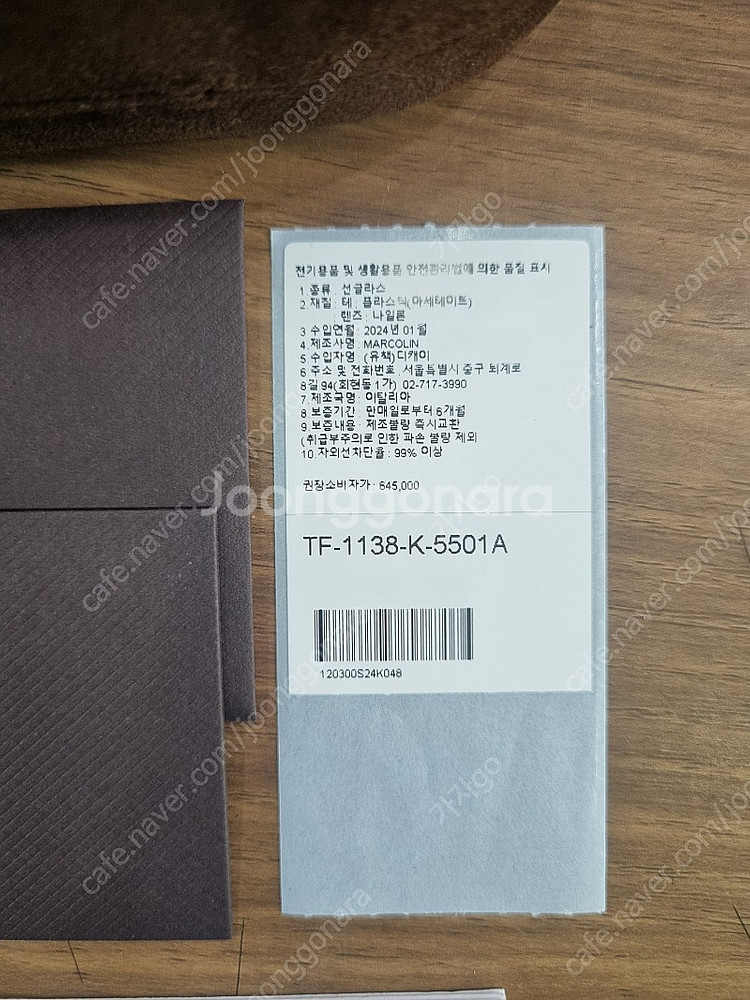 전기용품 및 생활용품 안전관리법에 의한 품질 표시
1.종류 : 선글라스
2.재질 : 테 : 플라스틱(아세테이트)
: 렌즈 : 나일론
3 수입연월 : 2024년 01월
4.제조사명 : MARCOLIN
5 수입자명 : (유책)디캐이
6 주소 및 전화번호 . 서울특별시 중구 퇴계로
8길 94(회현동1가) 02-717-3990
7.제조국명 : 이탈리아
8 보증기간 : 판매일로부터 6개월
9.보증내용 · 제조불량 즉시교환
(취급부주의로 인한 파손 불량 제외
10.자외선차단율 : 99% 이상
권장소비자가 : 645,000
Joonggonara
TF-1138-K-5501A
120300S24K048
cafe.naver.com/joonggonara
가지go